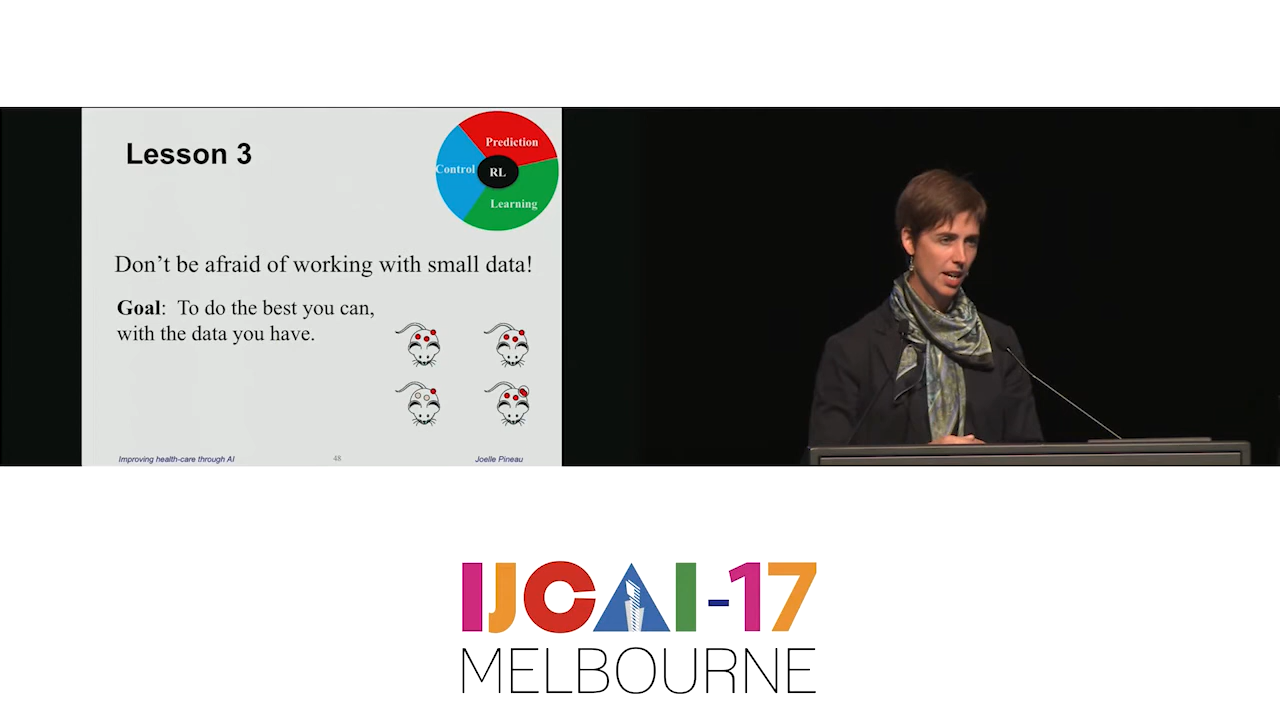 Lesson 3
Prediction
Control
RL
Learning
Don't be afraid of working with small data!
Goal: To do the best you can,
with the data you have.
Improving health-care through AI
48
Joelle Pineau
IJCAI-17
MELBOURNE